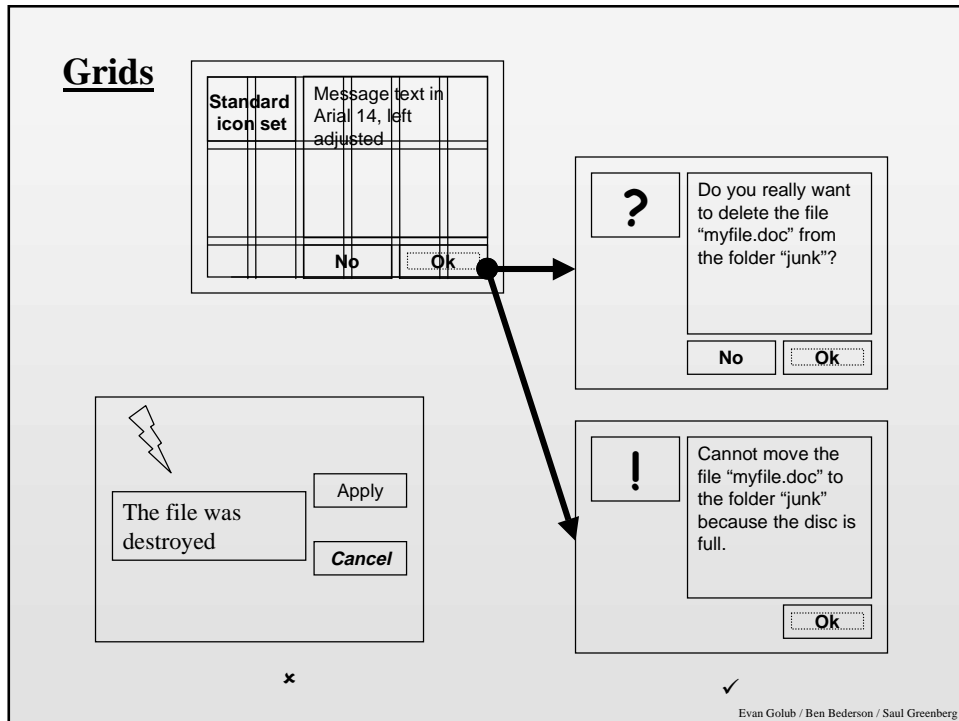 Grids
Standard
icon set
Message text in
Arial 14, left
adjusted
No
Ok
?
Do you really want
to delete the file
“myfile.doc” from
the folder “junk”?
No
Ok
The file was
destroyed
Apply
Cancel
!
Cannot move the
file “myfile.doc” to
the folder “junk”
because the disc is
full.
Ok
Evan Golub / Ben Bederson / Saul Greenberg